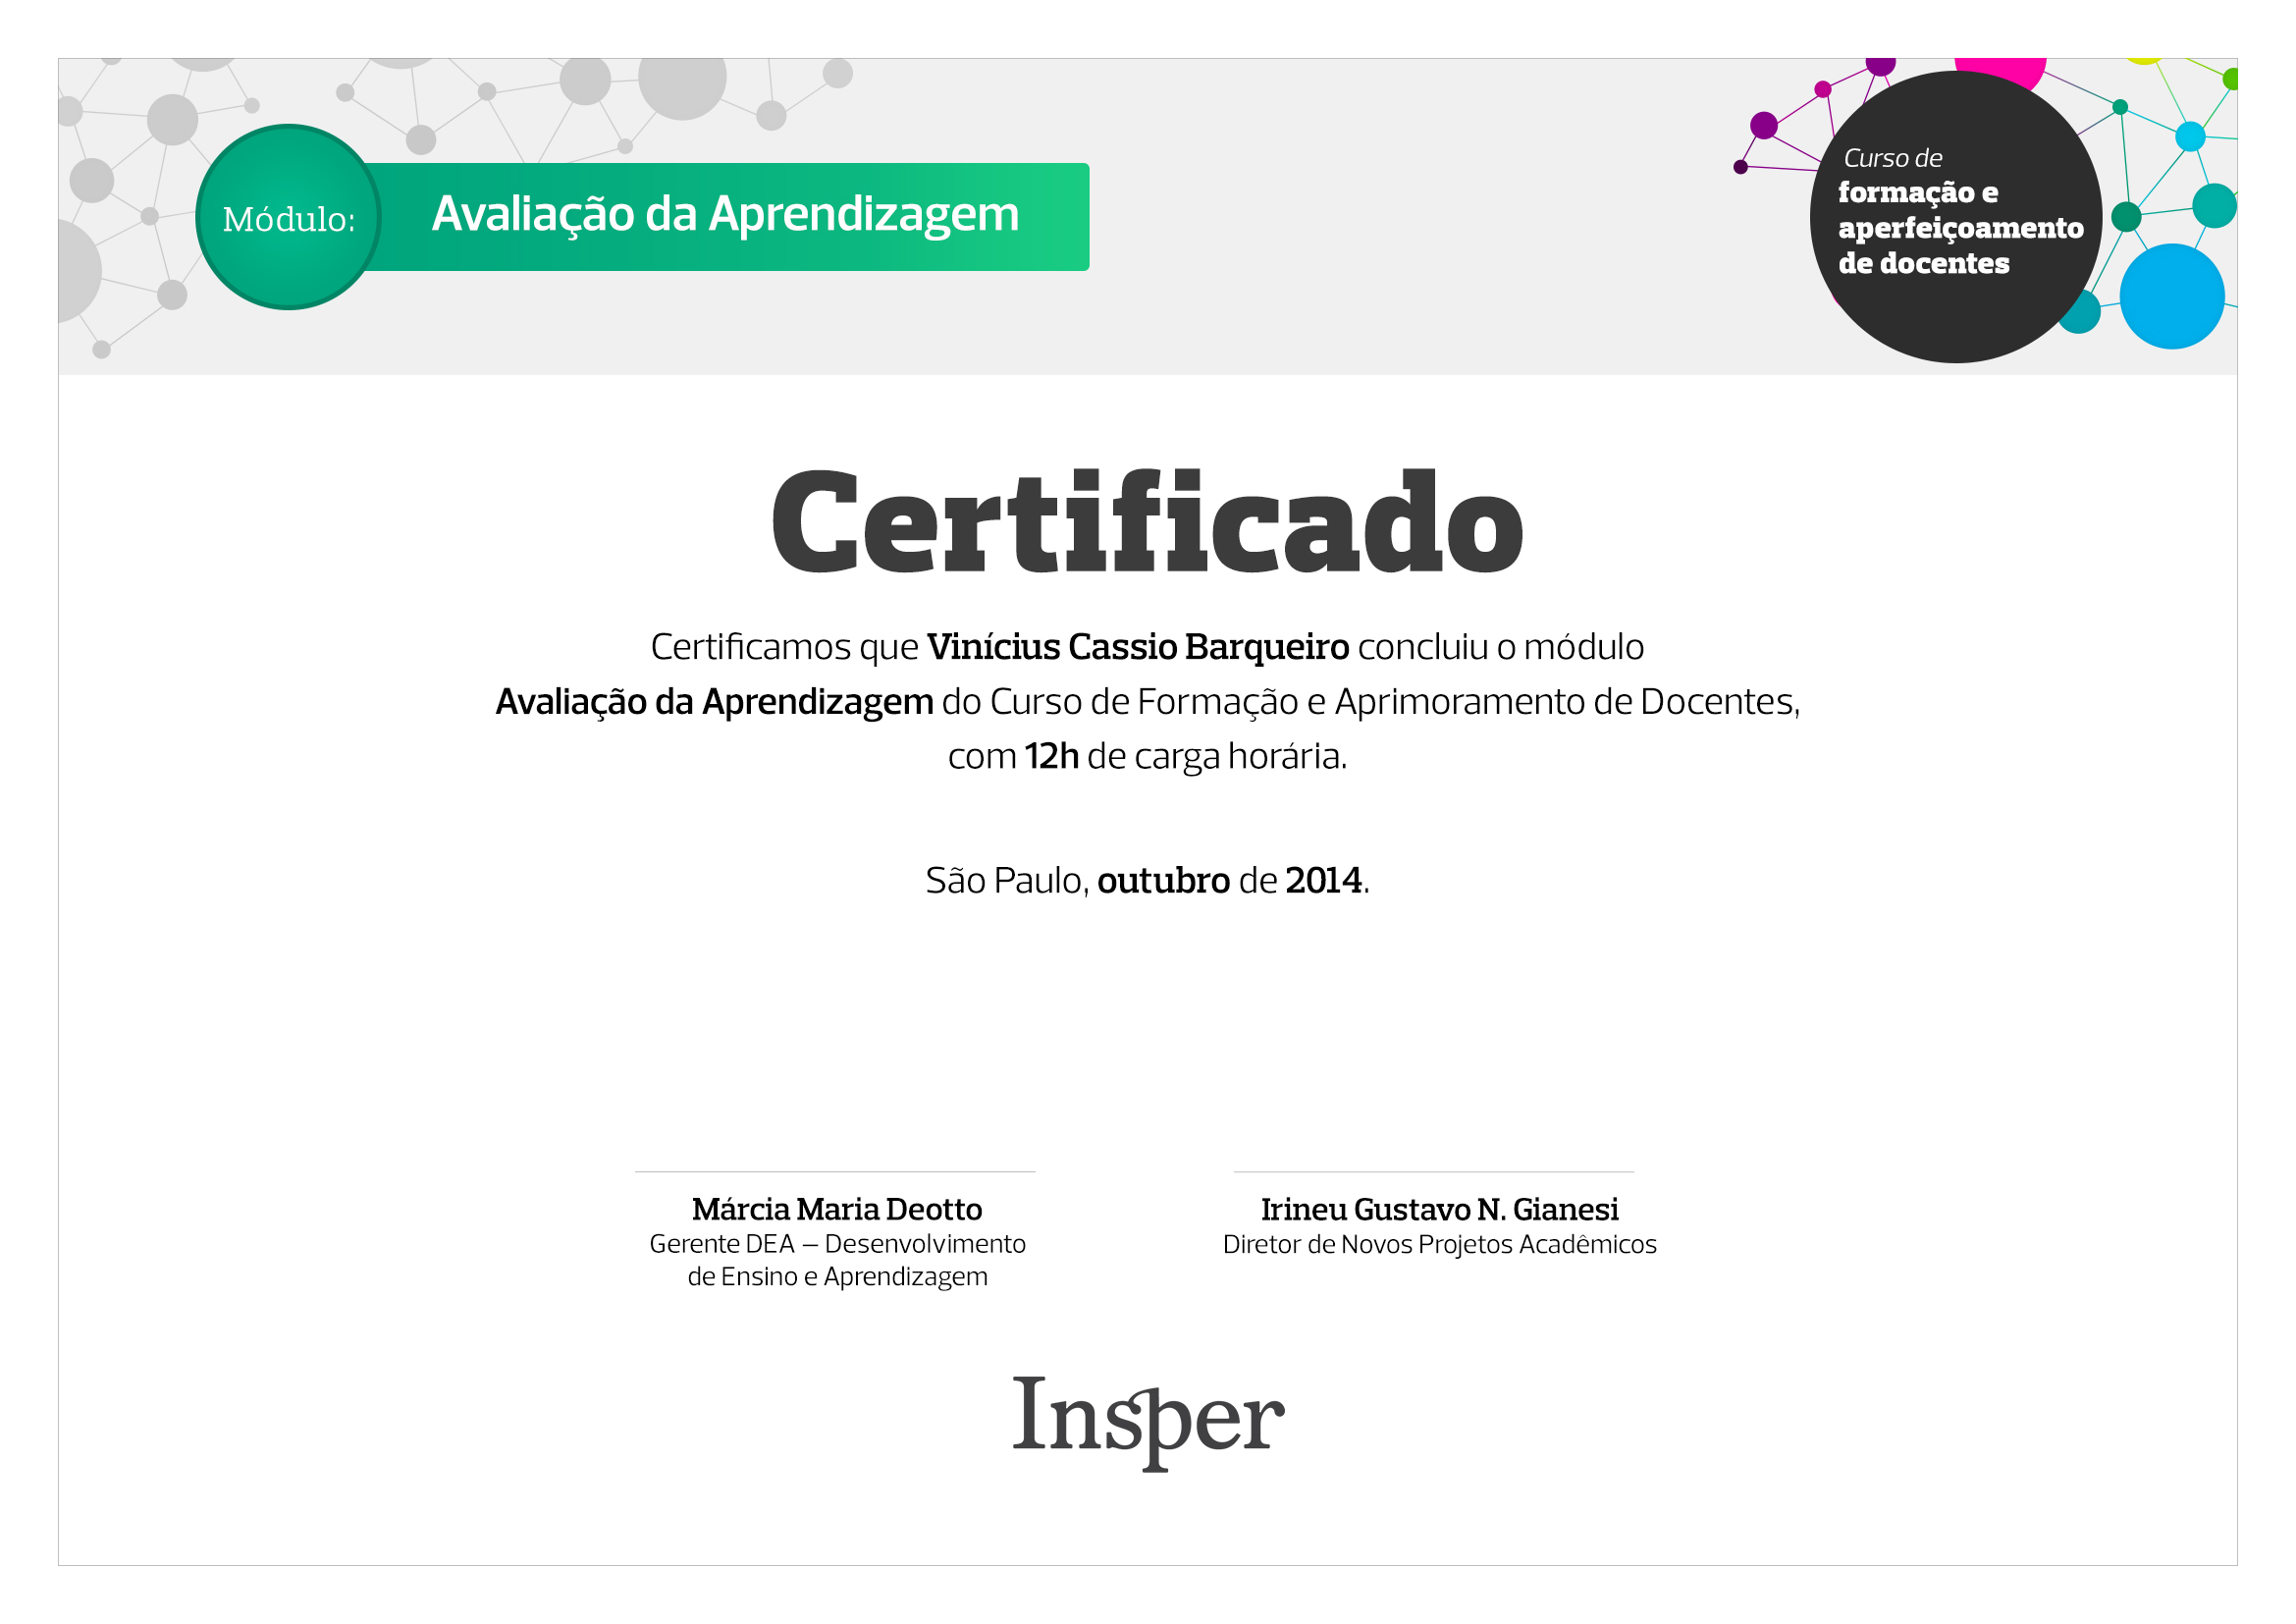 Módulo:
Avaliação da Aprendizagem
Curso de
formação e
aperfeiçoamento
de docentes
Certificado
Certificamos que Vinícius Cassio Barqueiro concluiu o módulo
Avaliação da Aprendizagem do Curso de Formação e Aprimoramento de Docentes,
com 12h de carga horária.
São Paulo, outubro de 2014.
Márcia Maria Deotto
Gerente DEA – Desenvolvimento
de Ensino e Aprendizagem
Irineu Gustavo N. Gianesi
Diretor de Novos Projetos Acadêmicos
Insper